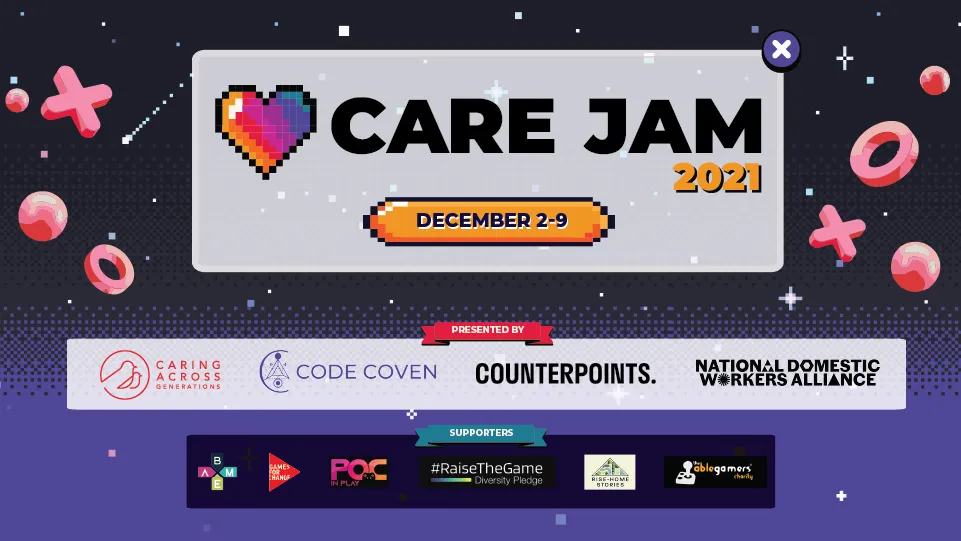 CARE JAM
2021
DECEMBER 2-9
PRESENTED BY
CARING
ACROSS
GENERATIONS
CODE COVEN
COUNTERPOINTS.
NATIONAL DOMESTIC
WORKERS ALLIANCE
SUPPORTERS
B
A M
E
GAMES
FOR
CHANGE
POC
IN PLAY
#RaiseTheGame
Diversity Pledge
RISE-HOME
STORIES
the
ablegamers
charity